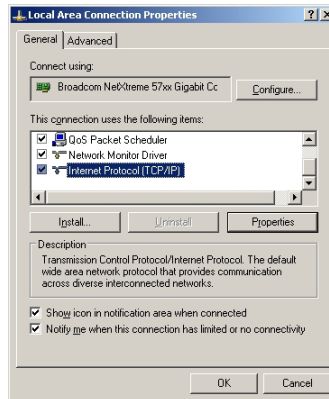 Local Area Connection Properties
General
Advanced
Connect using:
Broadcom NetXtreme 57xx Gigabit Cc
Configure...
This connection uses the following items:
QoS Packet Scheduler
Network Monitor Driver
Internet Protocol (TCP/IP)
Install...
Uninstall
Properties
Description
Transmission Control Protocol/Internet Protocol. The default
wide area network protocol that provides communication
across diverse interconnected networks.
Show icon in notification area when connected
Notify me when this connection has limited or no connectivity
OK
Cancel